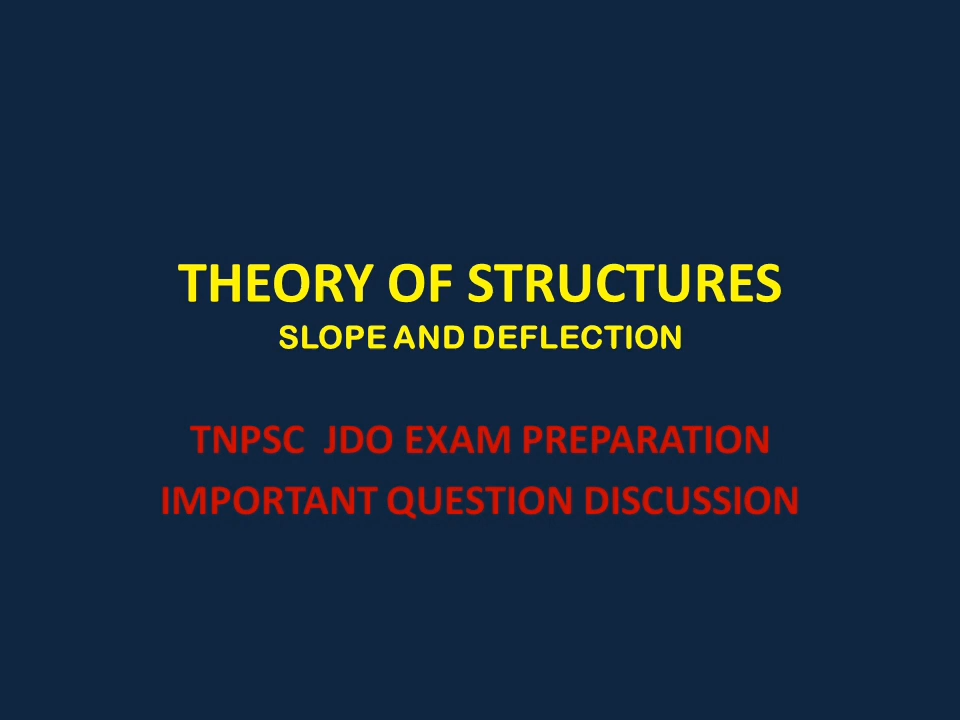 THEORY OF STRUCTURES
SLOPE AND DEFLECTION
TNPSC JDO EXAM PREPARATION
IMPORTANT QUESTION DISCUSSION